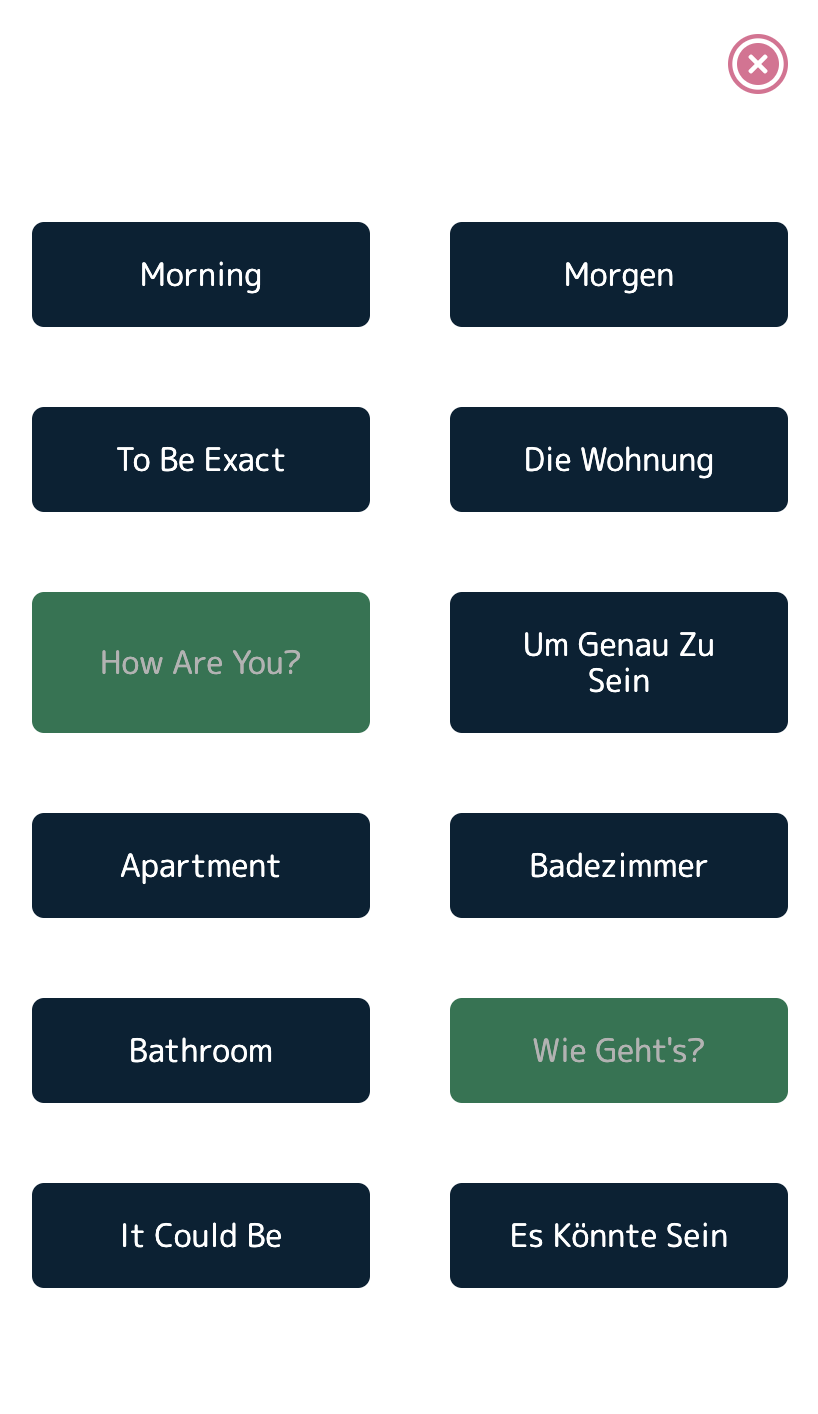 Morning
Morgen
To Be Exact
Die Wohnung
How Are You?
Um Genau Zu
Sein
Apartment
Badezimmer
Bathroom
Wie Geht's?
It Could Be
Es Könnte Sein